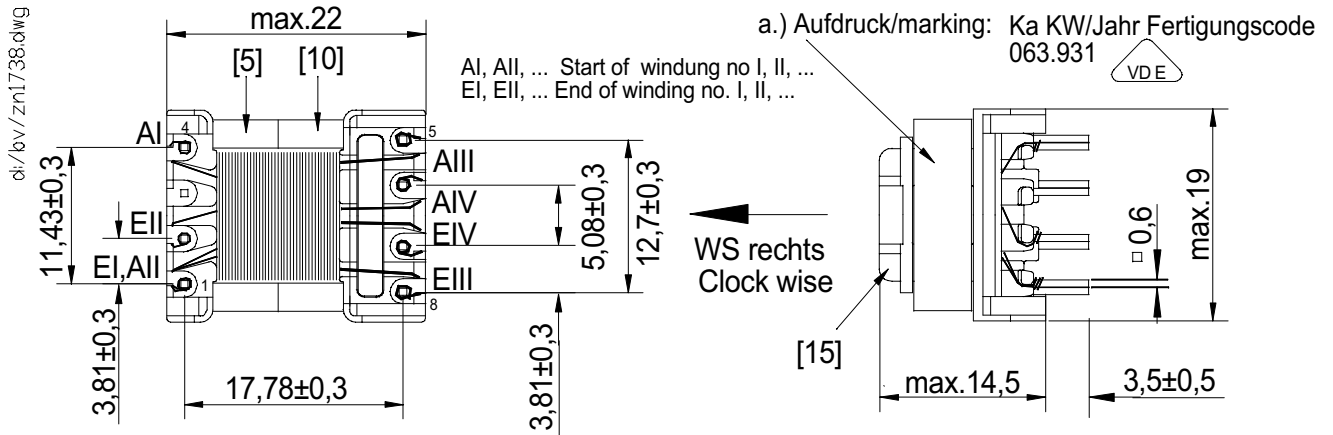 di/bv/zn1738.dwg
max.22
[5]
[10]
AI, AII, ... Start of windung no I, II, ...
EI, EII, ... End of winding no. I, II, ...
a.) Aufdruck/marking: Ka KW/Jahr Fertigungscode
063.931
VDE
AI
4
5
AIII
AIV
EII
EIV
EI,AII
1
EIII
8
11,43±0,3
3,81±0,3
17,78±0,3
3,81±0,3
5,08±0,3
12,7±0,3
WS rechts
Clock wise
[15]
max.14,5
3,5±0,5
□ 0,6
max.19